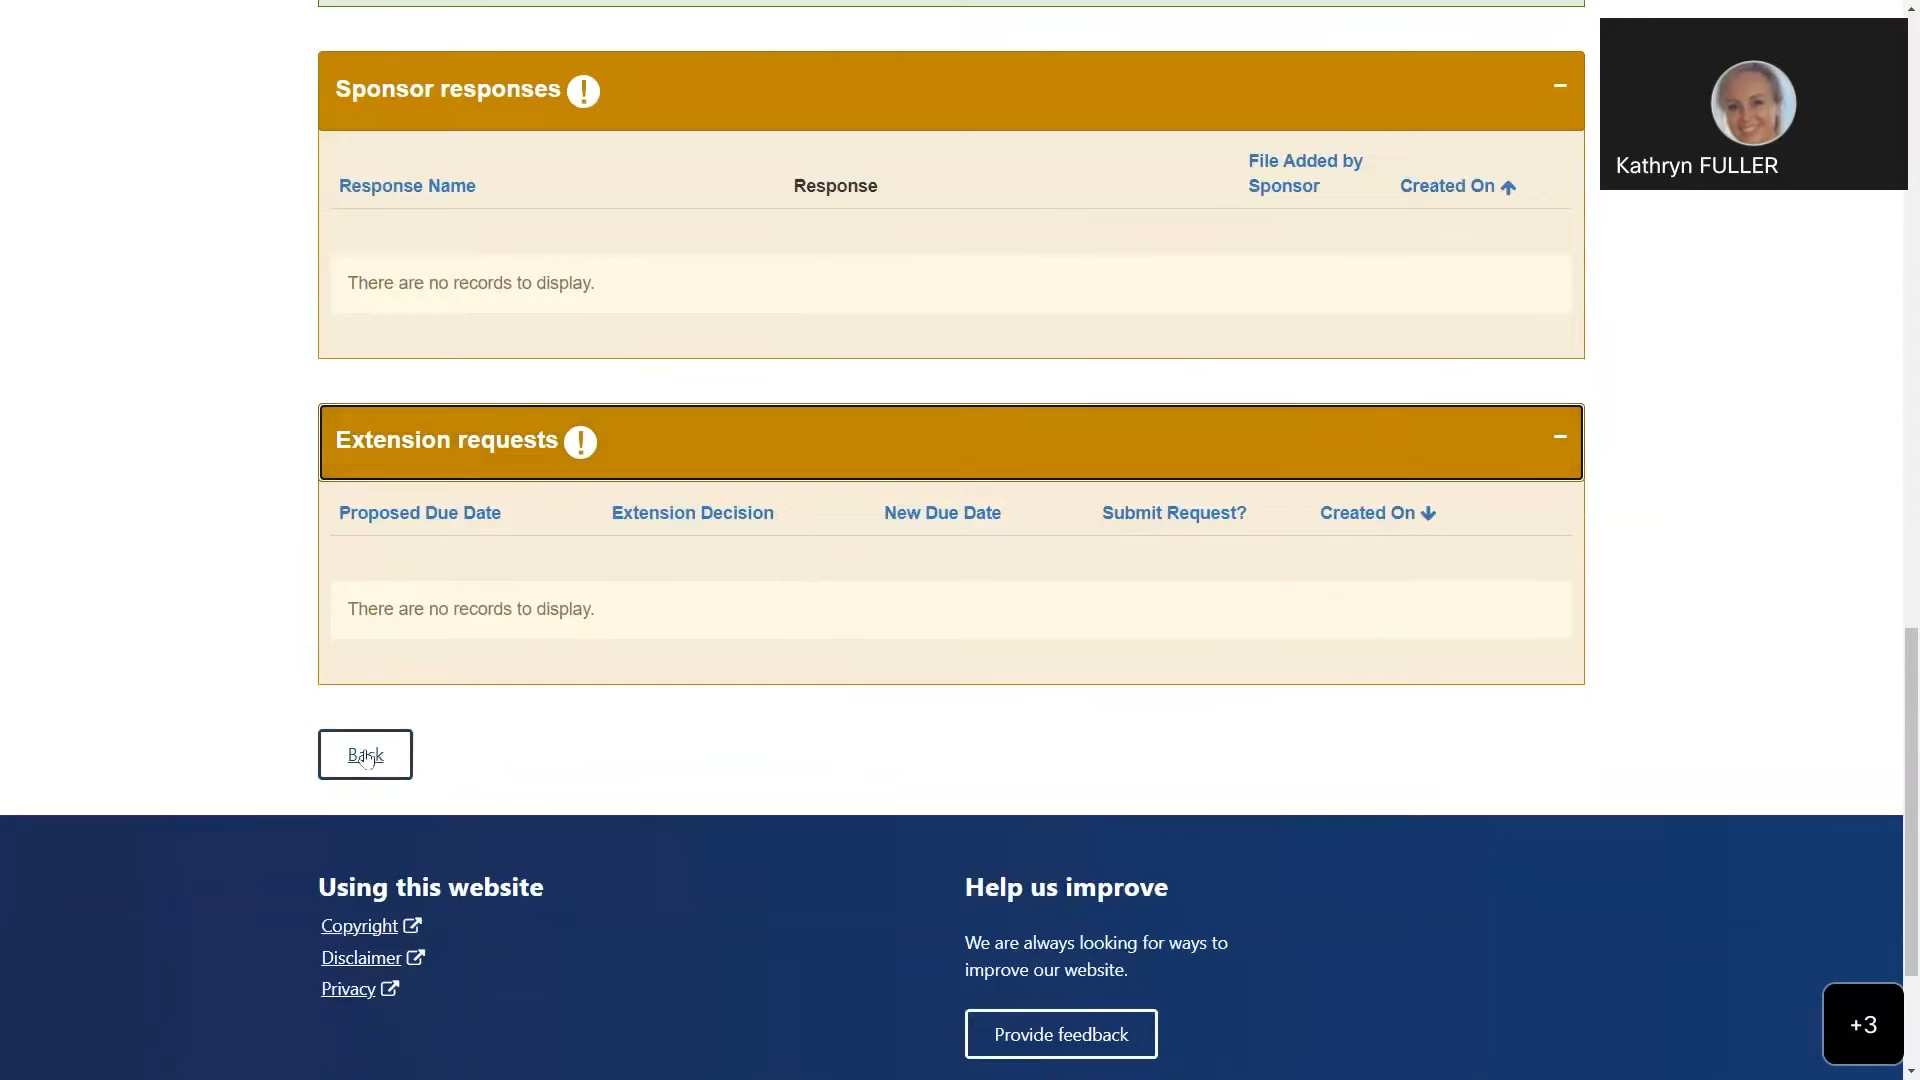 Sponsor responses !
File Added by
Response Name Response Sponsor Created On
There are no records to display.
Extension requests !
Proposed Due Date Extension Decision New Due Date Submit Request? Created On
There are no records to display.
Back
Using this website
Copyright
Disclaimer
Privacy
Help us improve
We are always looking for ways to
improve our website.
Provide feedback
Kathryn FULLER
+3